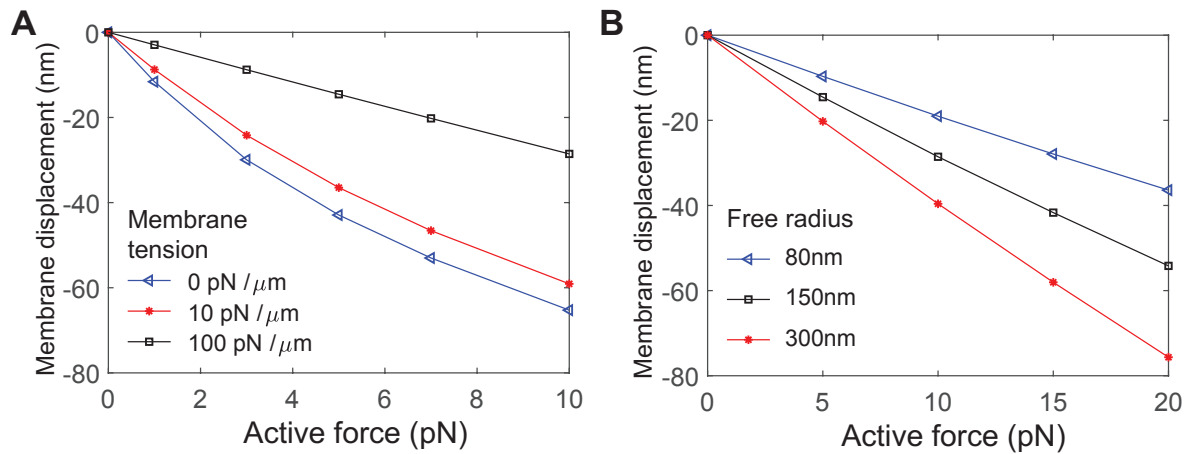 A
Membrane displacement (nm)
0
-20
-40
-60
-80
Membrane
tension
0 pN /μm
10 pN /μm
100 pN /μm
0 2 4 6 8 10
Active force (pN)
B
Membrane displacement (nm)
0
-20
-40
-60
-80
Free radius
80nm
150nm
300nm
0 5 10 15 20
Active force (pN)